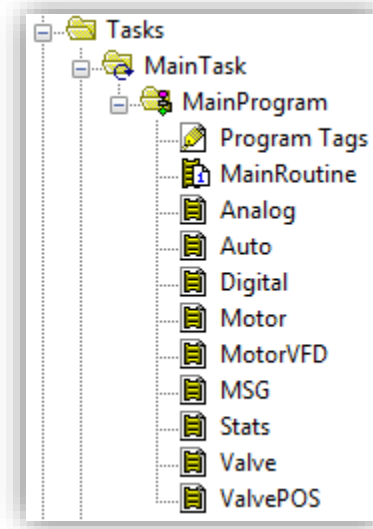 Tasks
MainTask
MainProgram
Program Tags
MainRoutine
Analog
Auto
Digital
Motor
MotorVFD
MSG
Stats
Valve
ValvePOS